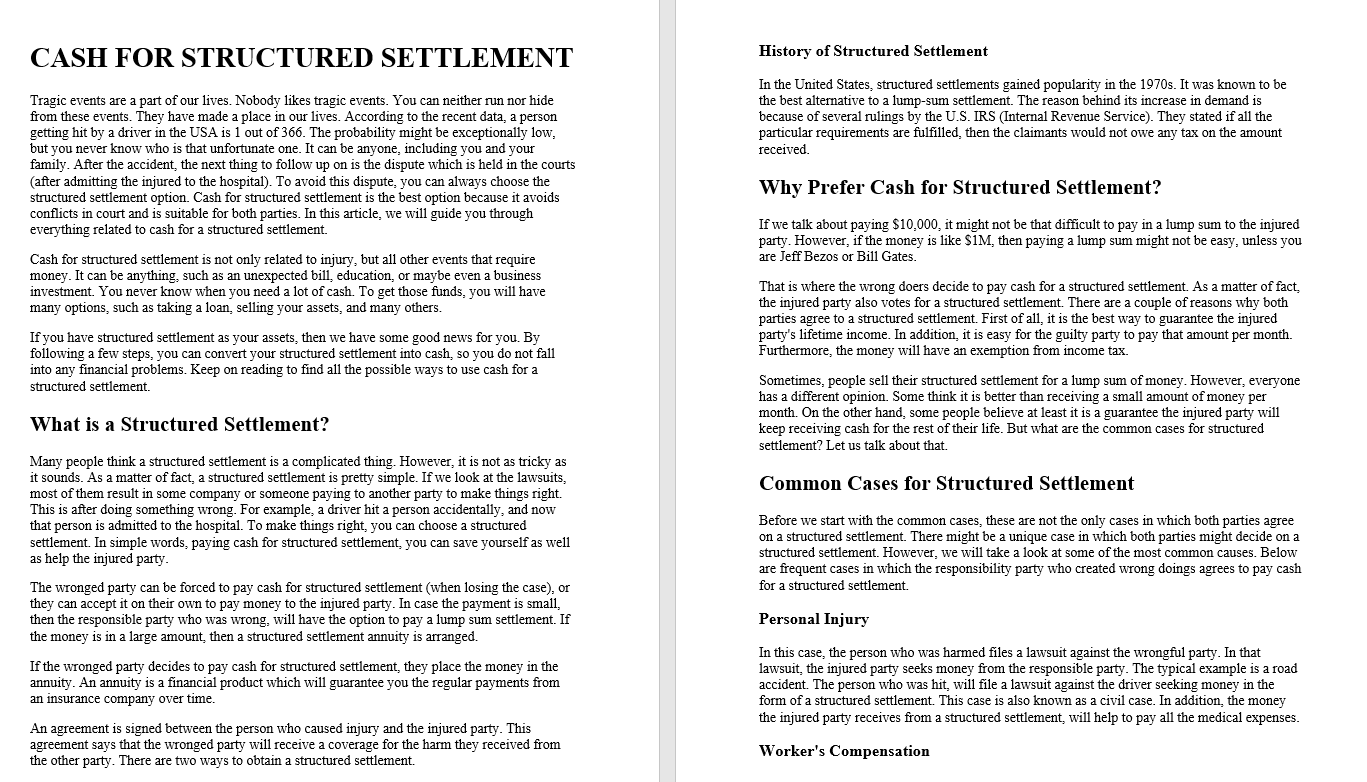 CASH FOR STRUCTURED SETTLEMENT
Tragic events are a part of our lives. Nobody likes tragic events. You can neither run nor hide
from these events. They have made a place in our lives. According to the recent data, a person
getting hit by a driver in the USA is 1 out of 366. The probability might be exceptionally low,
but you never know who is that unfortunate one. It can be anyone, including you and your
family. After the accident, the next thing to follow up on is the dispute which is held in the courts
(after admitting the injured to the hospital). To avoid this dispute, you can always choose the
structured settlement option. Cash for structured settlement is the best option because it avoids
conflicts in court and is suitable for both parties. In this article, we will guide you through
everything related to cash for a structured settlement.
Cash for structured settlement is not only related to injury, but all other events that require
money. It can be anything, such as an unexpected bill, education, or maybe even a business
investment. You never know when you need a lot of cash. To get those funds, you will have
many options, such as taking a loan, selling your assets, and many others.
If you have structured settlement as your assets, then we have some good news for you. By
following a few steps, you can convert your structured settlement into cash, so you do not fall
into any financial problems. Keep on reading to find all the possible ways to use cash for a
structured settlement.
What is a Structured Settlement?
Many people think a structured settlement is a complicated thing. However, it is not as tricky as
it sounds. As a matter of fact, a structured settlement is pretty simple. If we look at the lawsuits,
most of them result in some company or someone paying to another party to make things right.
This is after doing something wrong. For example, a driver hit a person accidentally, and now
that person is admitted to the hospital. To make things right, you can choose a structured
settlement. In simple words, paying cash for structured settlement, you can save yourself as well
as help the injured party.
The wronged party can be forced to pay cash for structured settlement (when losing the case), or
they can accept it on their own to pay money to the injured party. In case the payment is small,
then the responsible party who was wrong, will have the option to pay a lump sum settlement. If
the money is in a large amount, then a structured settlement annuity is arranged.
If the wronged party decides to pay cash for structured settlement, they place the money in the
annuity. An annuity is a financial product which will guarantee you the regular payments from
an insurance company over time.
An agreement is signed between the person who caused injury and the injured party. This
agreement says that the wronged party will receive a coverage for the harm they received from
the other party. There are two ways to obtain a structured settlement.
History of Structured Settlement
In the United States, structured settlements gained popularity in the 1970s. It was known to be
the best alternative to a lump-sum settlement. The reason behind its increase in demand is
because of several rulings by the U.S. IRS (Internal Revenue Service). They stated if all the
particular requirements are fulfilled, then the claimants would not owe any tax on the amount
received.
Why Prefer Cash for Structured Settlement?
If we talk about paying $10,000, it might not be that difficult to pay in a lump sum to the injured
party. However, if the money is like $1M, then paying a lump sum might not be easy, unless you
are Jeff Bezos or Bill Gates.
That is where the wrong doers decide to pay cash for a structured settlement. As a matter of fact,
the injured party also votes for a structured settlement. There are a couple of reasons why both
parties agree to a structured settlement. First of all, it is the best way to guarantee the injured
party's lifetime income. In addition, it is easy for the guilty party to pay that amount per month.
Furthermore, the money will have an exemption from income tax.
Sometimes, people sell their structured settlement for a lump sum of money. However, everyone
has a different opinion. Some think it is better than receiving a small amount of money per
month. On the other hand, some people believe at least it is a guarantee the injured party will
keep receiving cash for the rest of their life. But what are the common cases for structured
settlement? Let us talk about that.
Common Cases for Structured Settlement
Before we start with the common cases, these are not the only cases in which both parties agree
on a structured settlement. There might be a unique case in which both parties might decide on a
structured settlement. However, we will take a look at some of the most common causes. Below
are frequent cases in which the responsibility party who created wrong doings agrees to pay cash
for a structured settlement.
Personal Injury
In this case, the person who was harmed files a lawsuit against the wrongful party. In that
lawsuit, the injured party seeks money from the responsible party. The typical example is a road
accident. The person who was hit, will file a lawsuit against the driver seeking money in the
form of a structured settlement. This case is also known as a civil case. In addition, the money
the injured party receives from a structured settlement, will help to pay all the medical expenses.
Worker's Compensation